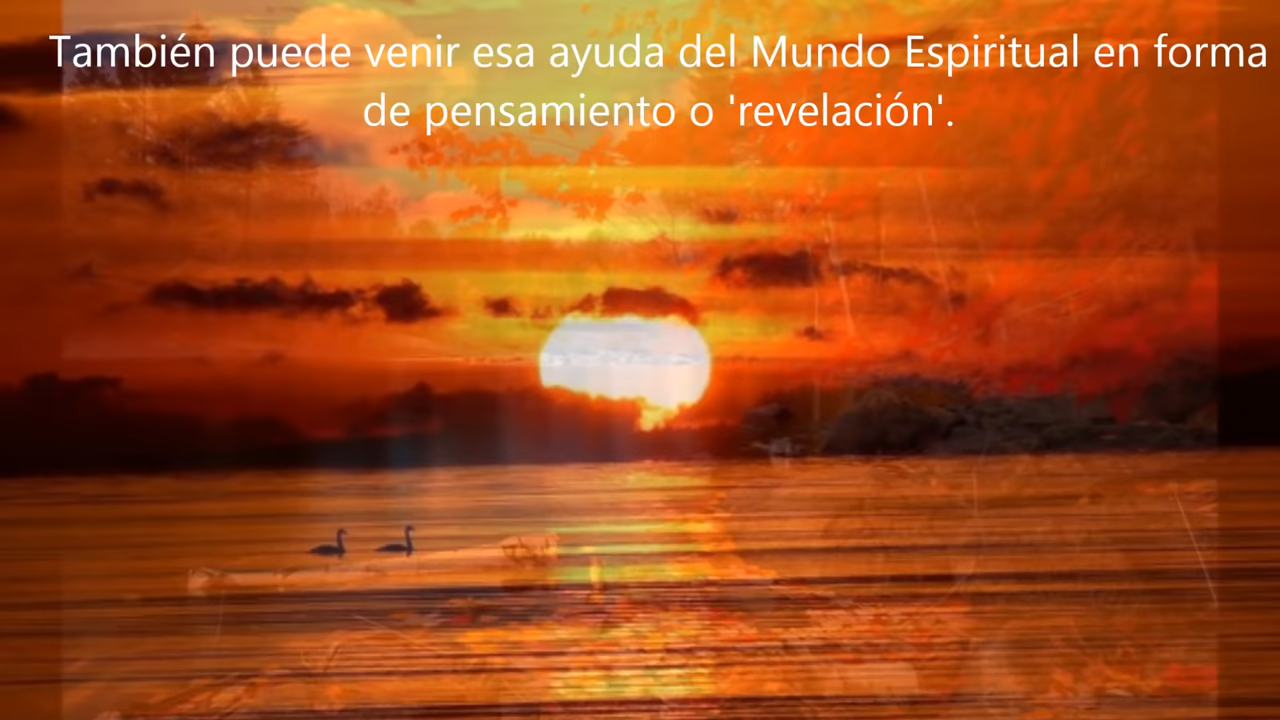 También puede venir esa ayuda del Mundo Espiritual en forma
de pensamiento o 'revelación'.